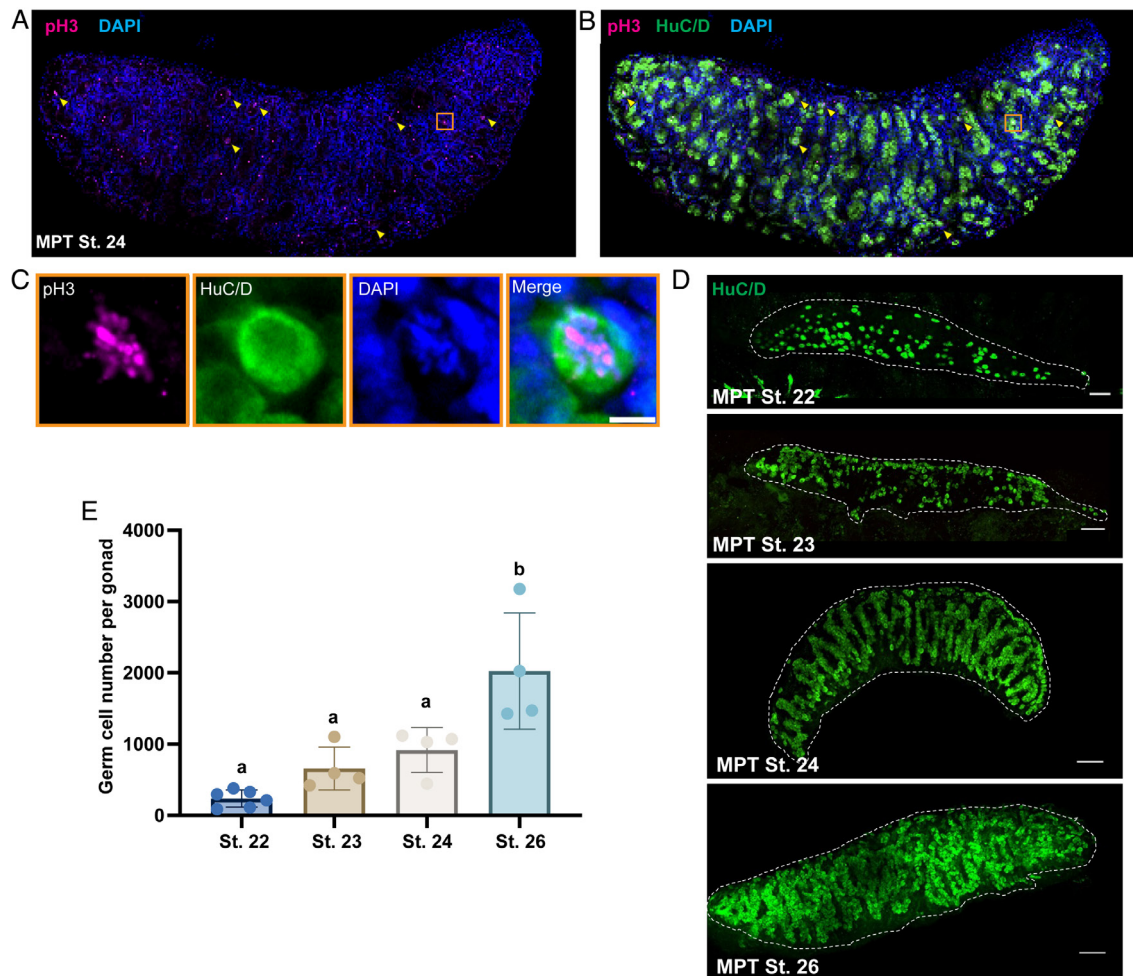 A
pH3 DAPI
MPT St. 24
B
pH3 HuC/D DAPI
C
pH3
HuC/D
DAPI
Merge
D
HuC/D
MPT St. 22
MPT St. 23
MPT St. 24
MPT St. 26
E
Germ cell number per gonad
4000
3000
2000
1000
0
a
a
a
b
St. 22
St. 23
St. 24
St. 26